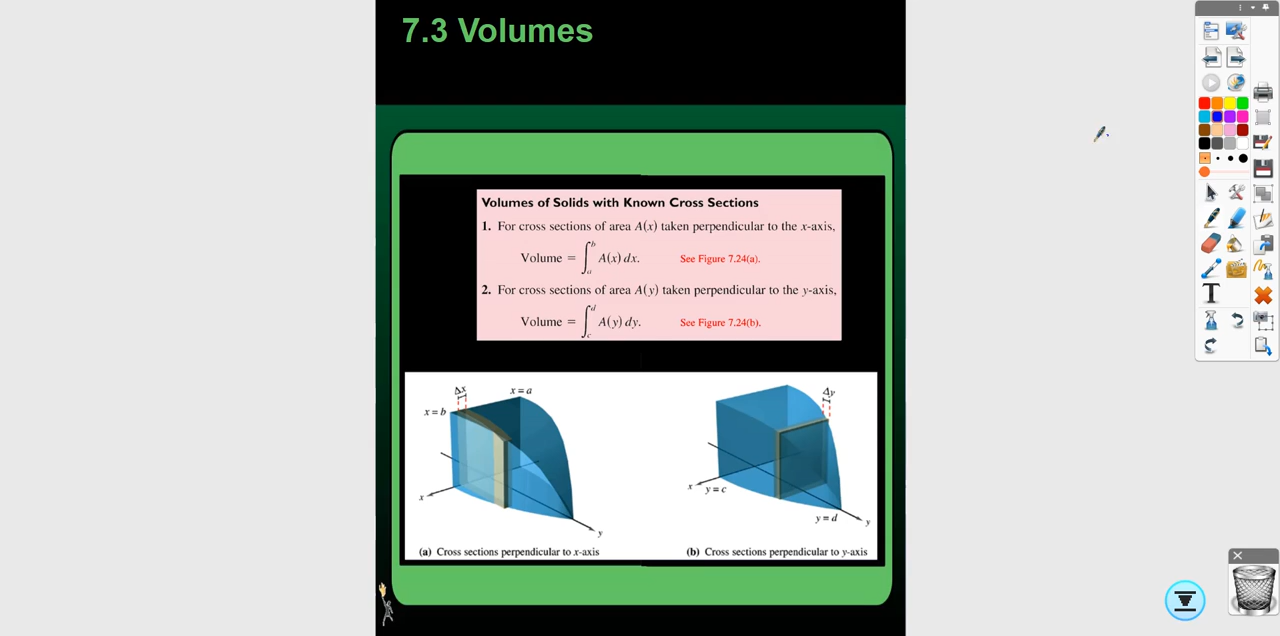 7.3 Volumes
Volumes of Solids with Known Cross Sections
1. For cross sections of area A(x) taken perpendicular to the x-axis,
Volume = ∫_a^b A(x) dx. See Figure 7.24(a).
2. For cross sections of area A(y) taken perpendicular to the y-axis,
Volume = ∫_c^d A(y) dy. See Figure 7.24(b).
Δx
x = a
x = b
x
y
(a) Cross sections perpendicular to x-axis
Δy
x
y = c
y = d
y
(b) Cross sections perpendicular to y-axis
T